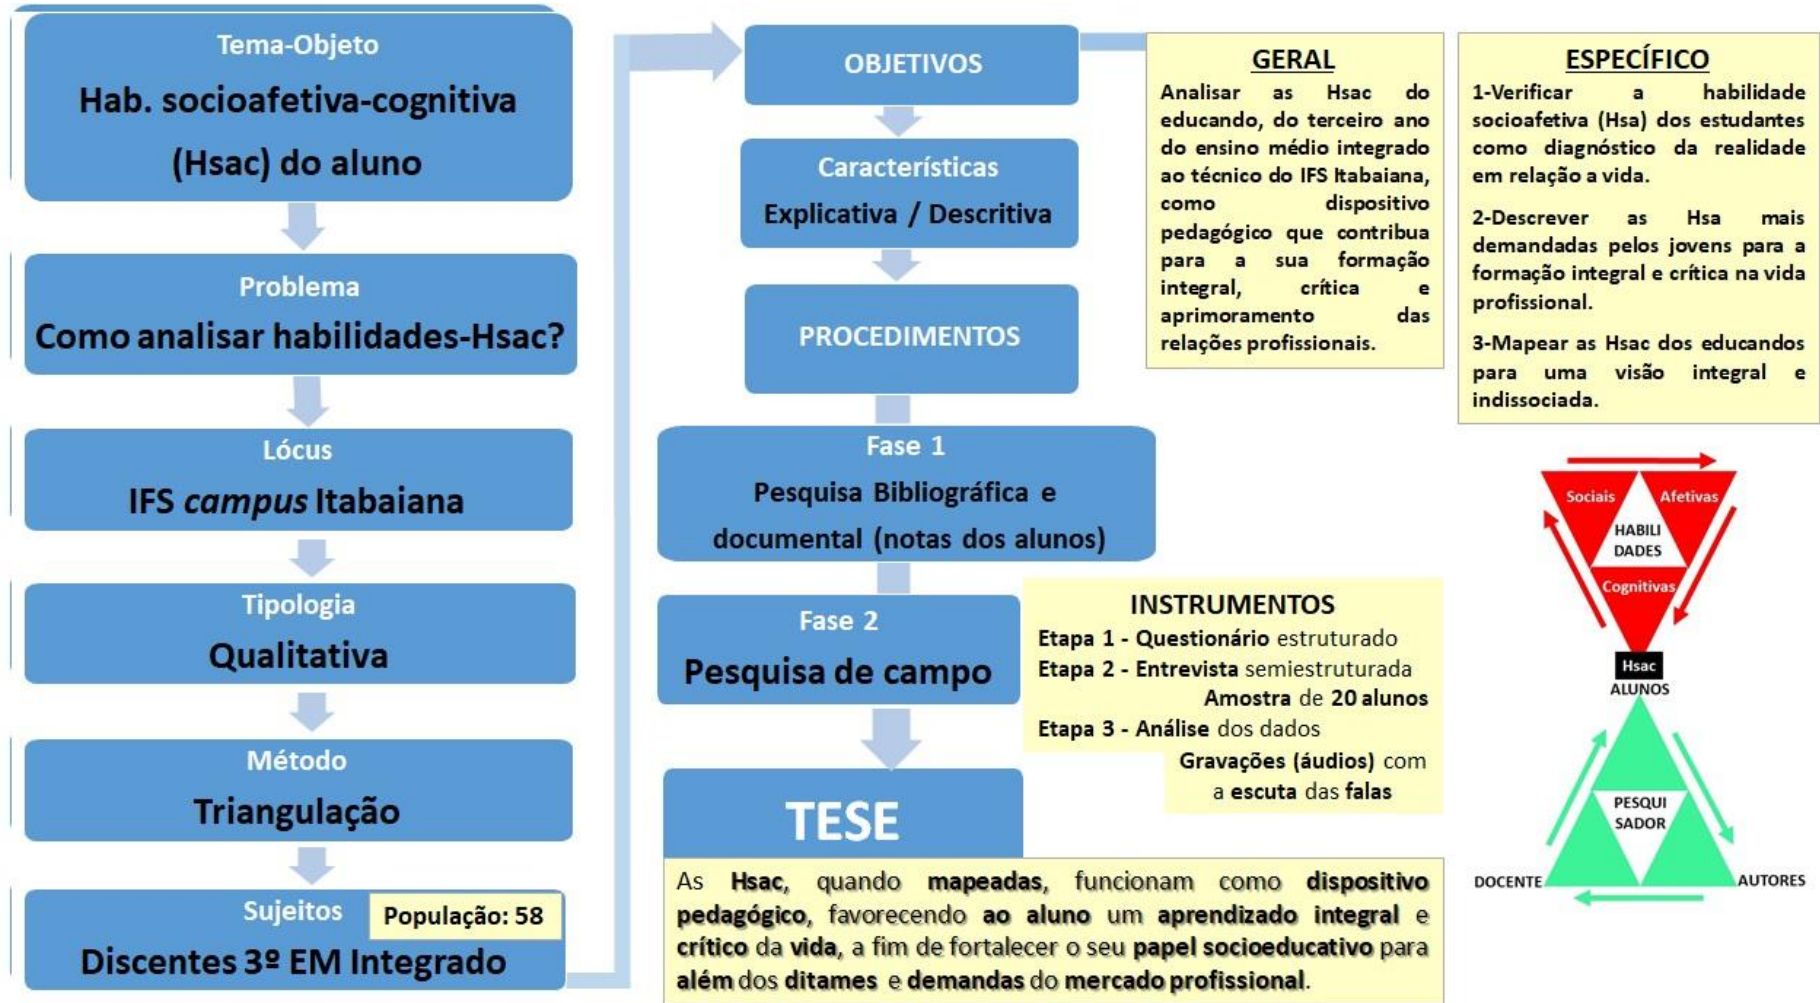 Tema-Objeto
Hab. socioafetiva-cognitiva
(Hsac) do aluno
Problema
Como analisar habilidades-Hsac?
Lócus
IFS campus Itabaiana
Tipologia
Qualitativa
Método
Triangulação
Sujeitos
População: 58
Discentes 3º EM Integrado
OBJETIVOS
Características
Explicativa / Descritiva
PROCEDIMENTOS
Fase 1
Pesquisa Bibliográfica e
documental (notas dos alunos)
Fase 2
Pesquisa de campo
TESE
As Hsac, quando mapeadas, funcionam como dispositivo
pedagógico, favorecendo ao aluno um aprendizado integral e
crítico da vida, a fim de fortalecer o seu papel socioeducativo para
além dos ditames e demandas do mercado profissional.
GERAL
Analisar as Hsac do
educando, do terceiro ano
do ensino médio integrado
ao técnico do IFS Itabaiana,
como dispositivo
pedagógico que contribua
para a sua formação
integral, crítica e
aprimoramento das
relações profissionais.
ESPECÍFICO
1-Verificar a habilidade
socioafetiva (Hsa) dos estudantes
como diagnóstico da realidade
em relação a vida.
2-Descrever as Hsa mais
demandadas pelos jovens para a
formação integral e crítica na vida
profissional.
3-Mapear as Hsac dos educandos
para uma visão integral e
indissociada.
INSTRUMENTOS
Etapa 1 - Questionário estruturado
Etapa 2 - Entrevista semiestruturada
Amostra de 20 alunos
Etapa 3 - Análise dos dados
Gravações (áudios) com
a escuta das falas
Sociais
Afetivas
HABILI
DADES
Cognitivas
Hsac
ALUNOS
PESQUI
SADOR
DOCENTE
AUTORES